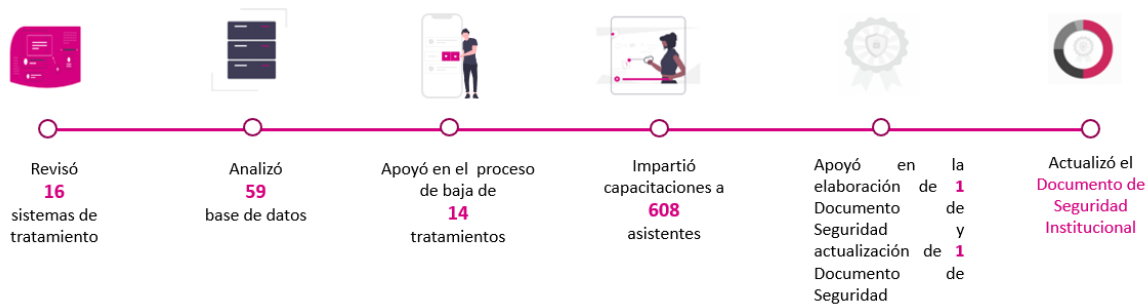 Revisó
16
sistemas de
tratamiento
Analizó
59
base de datos
Apoyó en el proceso
de baja de
14
tratamientos
Impartió
capacitaciones a
608
asistentes
Apoyó en la
elaboración de 1
Documento de
Seguridad y
actualización de 1
Documento de
Seguridad
Actualizó el
Documento de
Seguridad
Institucional